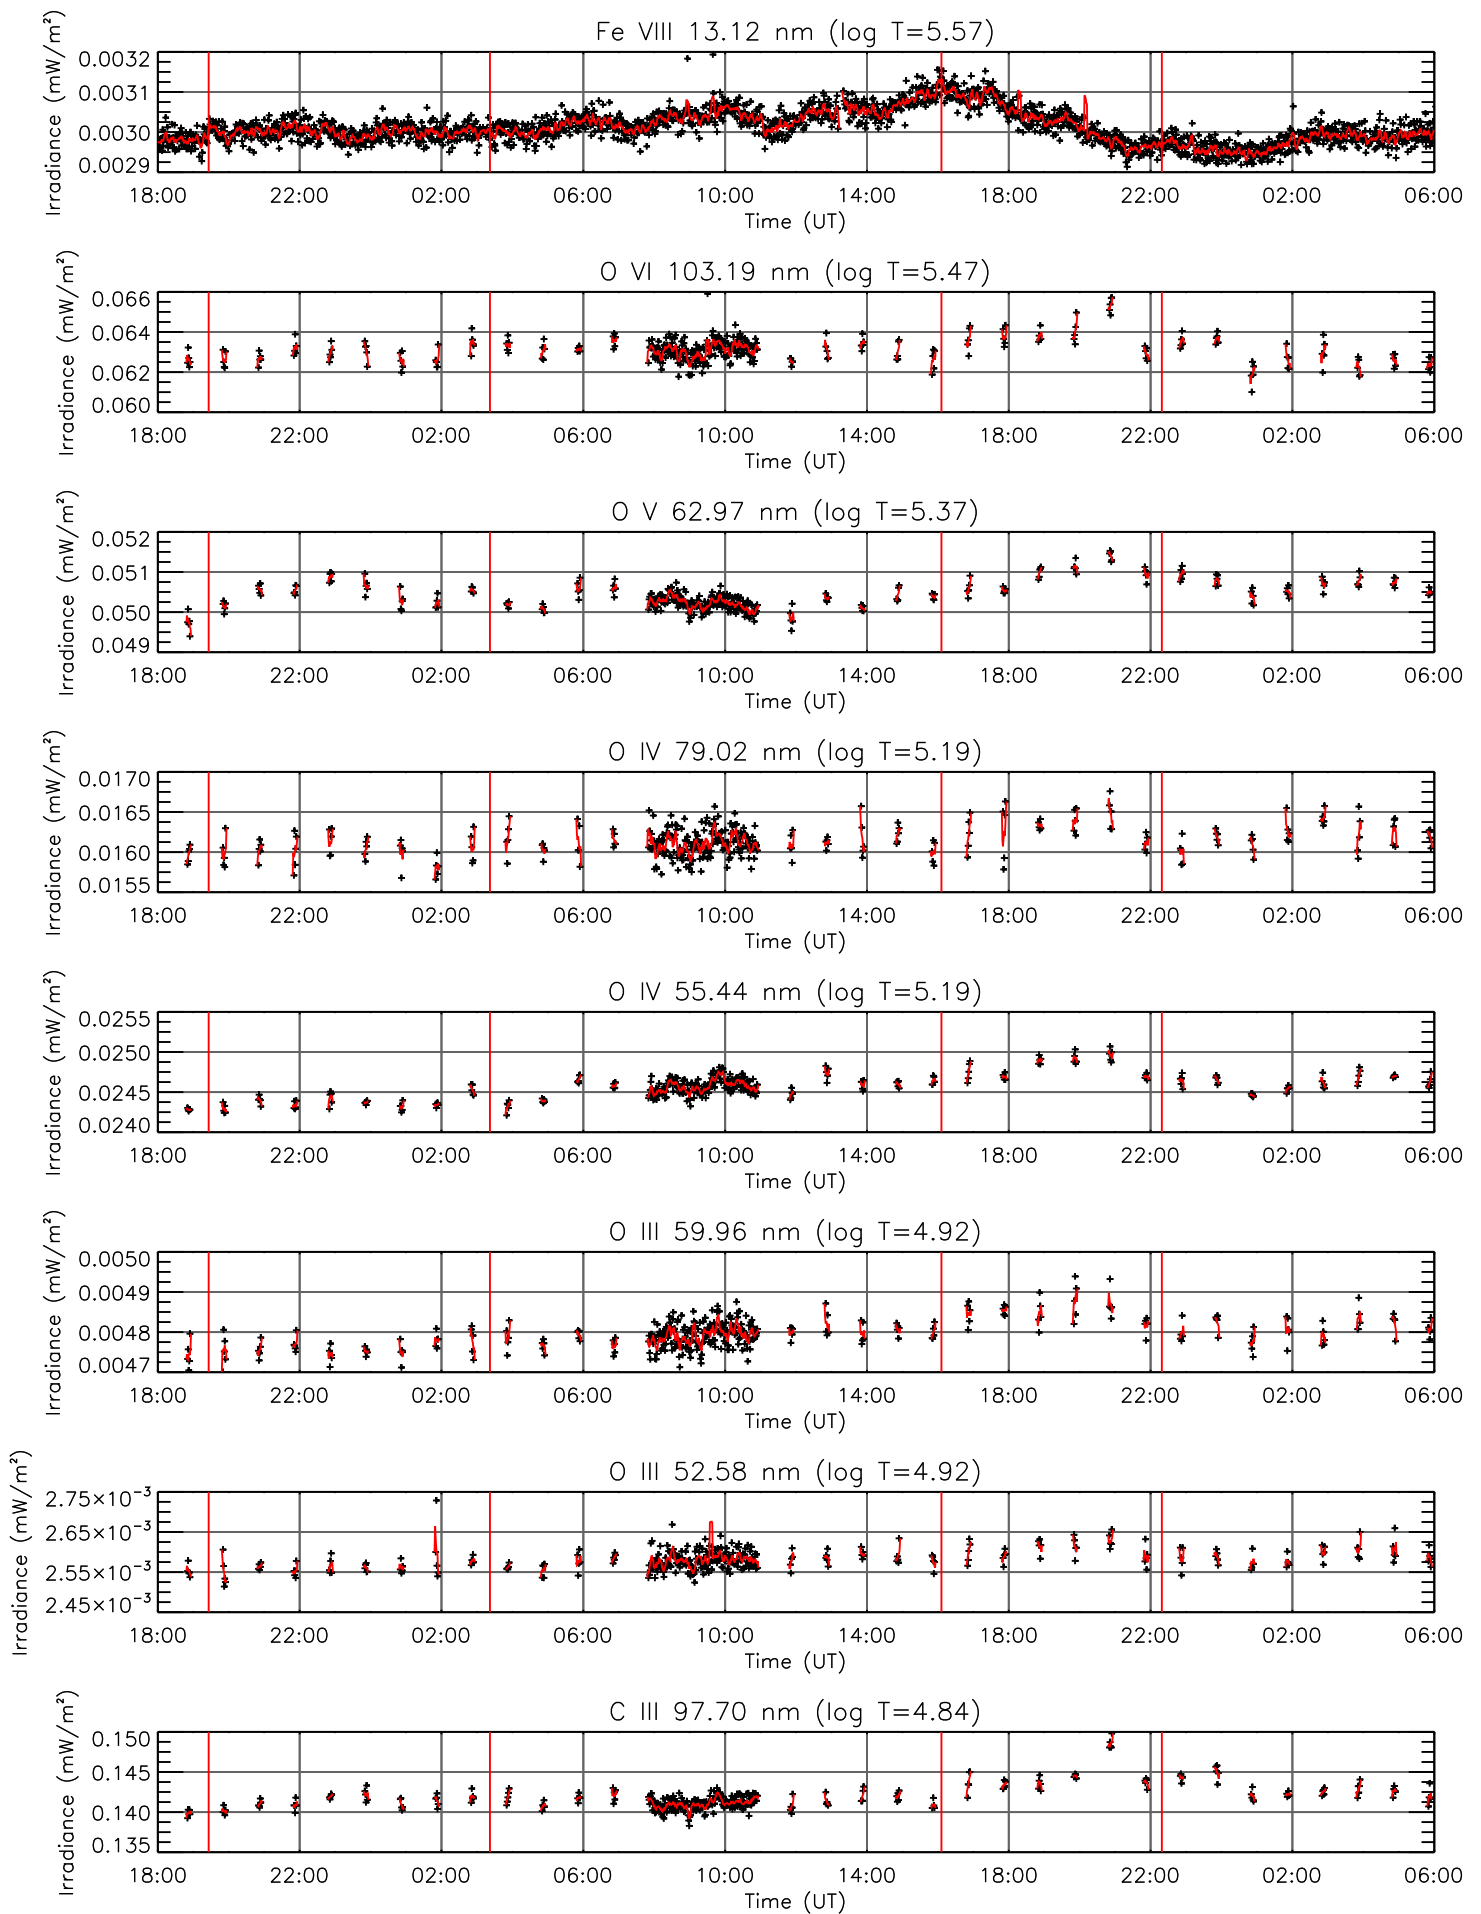 Fe VIII 13.12 nm (log T=5.57)
Irradiance (mW/m²)
0.0032
0.0031
0.0030
0.0029
18:00 22:00 02:00 06:00 10:00 14:00 18:00 22:00 02:00 06:00
Time (UT)
O VI 103.19 nm (log T=5.47)
Irradiance (mW/m²)
0.066
0.064
0.062
0.060
18:00 22:00 02:00 06:00 10:00 14:00 18:00 22:00 02:00 06:00
Time (UT)
O V 62.97 nm (log T=5.37)
Irradiance (mW/m²)
0.052
0.051
0.050
0.049
18:00 22:00 02:00 06:00 10:00 14:00 18:00 22:00 02:00 06:00
Time (UT)
O IV 79.02 nm (log T=5.19)
Irradiance (mW/m²)
0.0170
0.0165
0.0160
0.0155
18:00 22:00 02:00 06:00 10:00 14:00 18:00 22:00 02:00 06:00
Time (UT)
O IV 55.44 nm (log T=5.19)
Irradiance (mW/m²)
0.0255
0.0250
0.0245
0.0240
18:00 22:00 02:00 06:00 10:00 14:00 18:00 22:00 02:00 06:00
Time (UT)
O III 59.96 nm (log T=4.92)
Irradiance (mW/m²)
0.0050
0.0049
0.0048
0.0047
18:00 22:00 02:00 06:00 10:00 14:00 18:00 22:00 02:00 06:00
Time (UT)
O III 52.58 nm (log T=4.92)
Irradiance (mW/m²)
2.75×10⁻³
2.65×10⁻³
2.55×10⁻³
2.45×10⁻³
18:00 22:00 02:00 06:00 10:00 14:00 18:00 22:00 02:00 06:00
Time (UT)
C III 97.70 nm (log T=4.84)
Irradiance (mW/m²)
0.150
0.145
0.140
0.135
18:00 22:00 02:00 06:00 10:00 14:00 18:00 22:00 02:00 06:00
Time (UT)